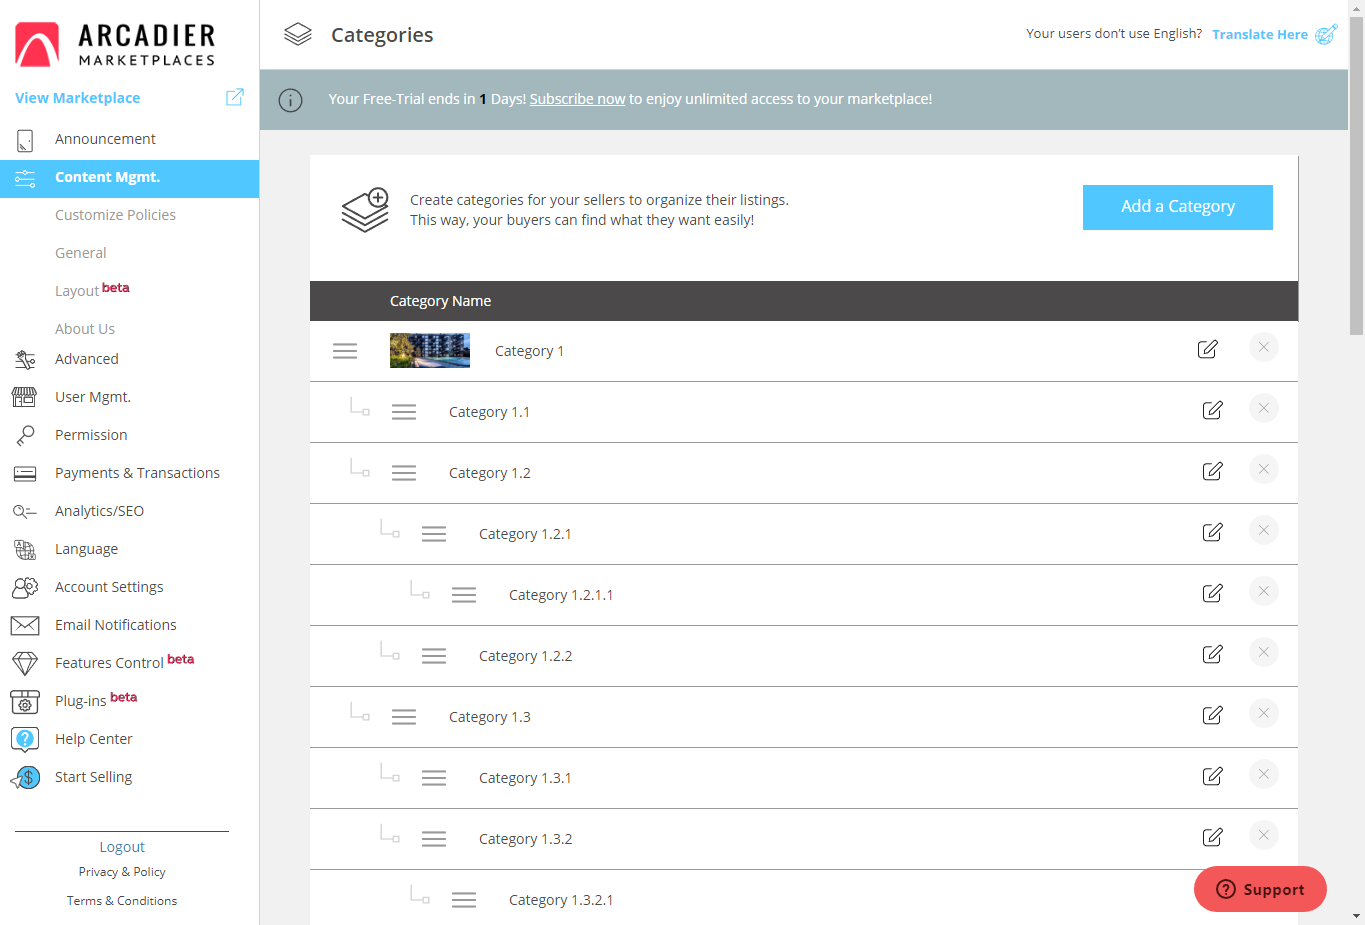 ARCADIER
MARKETPLACES
View Marketplace
Announcement
Content Mgmt.
Customize Policies
General
Layout beta
About Us
Advanced
User Mgmt.
Permission
Payments & Transactions
Analytics/SEO
Language
Account Settings
Email Notifications
Features Control beta
Plug-ins beta
Help Center
Start Selling
Logout
Privacy & Policy
Terms & Conditions
Categories
Your users don't use English? Translate Here
Your Free-Trial ends in 1 Days! Subscribe now to enjoy unlimited access to your marketplace!
Create categories for your sellers to organize their listings.
This way, your buyers can find what they want easily!
Add a Category
Category Name
Category 1
Category 1.1
Category 1.2
Category 1.2.1
Category 1.2.1.1
Category 1.2.2
Category 1.3
Category 1.3.1
Category 1.3.2
Category 1.3.2.1
Support